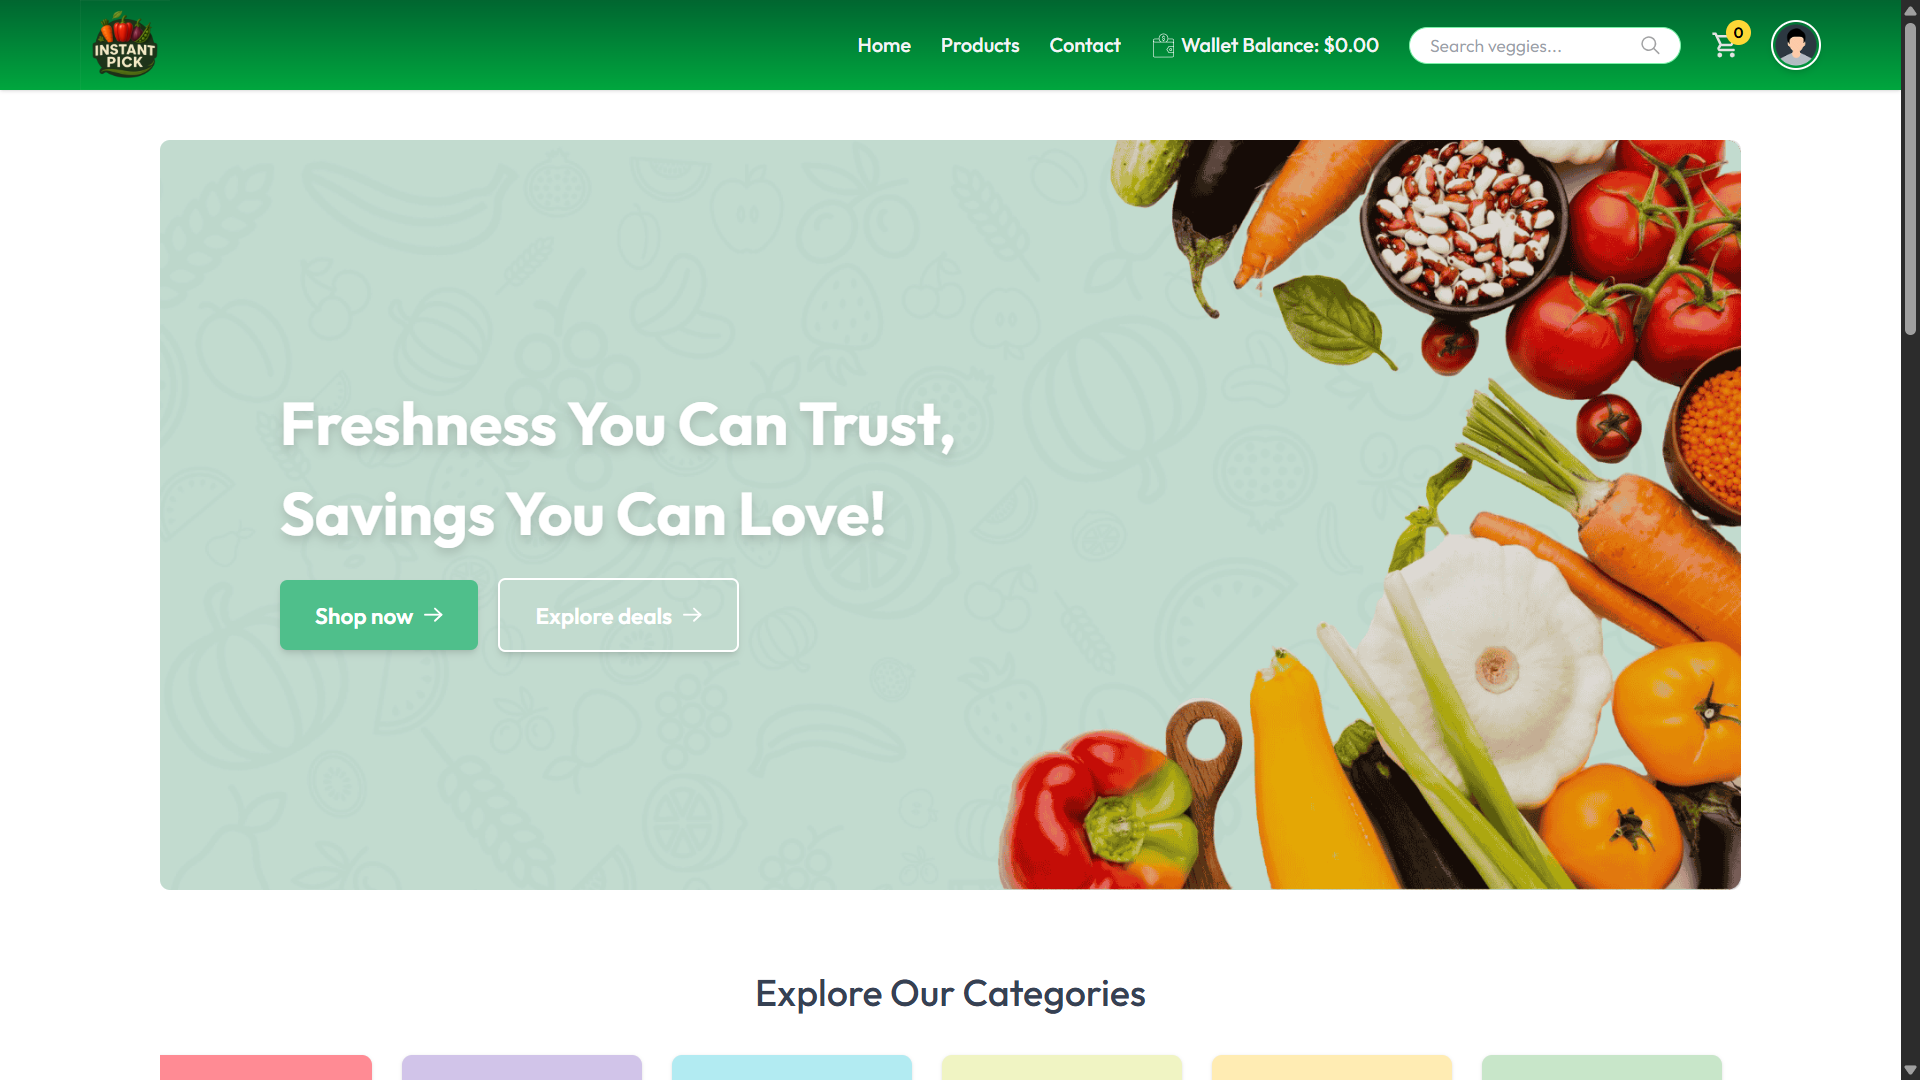 INSTANT
PICK
Home
Products
Contact
Wallet Balance: $0.00
Search veggies...
0
Freshness You Can Trust,
Savings You Can Love!
Shop now →
Explore deals →
Explore Our Categories